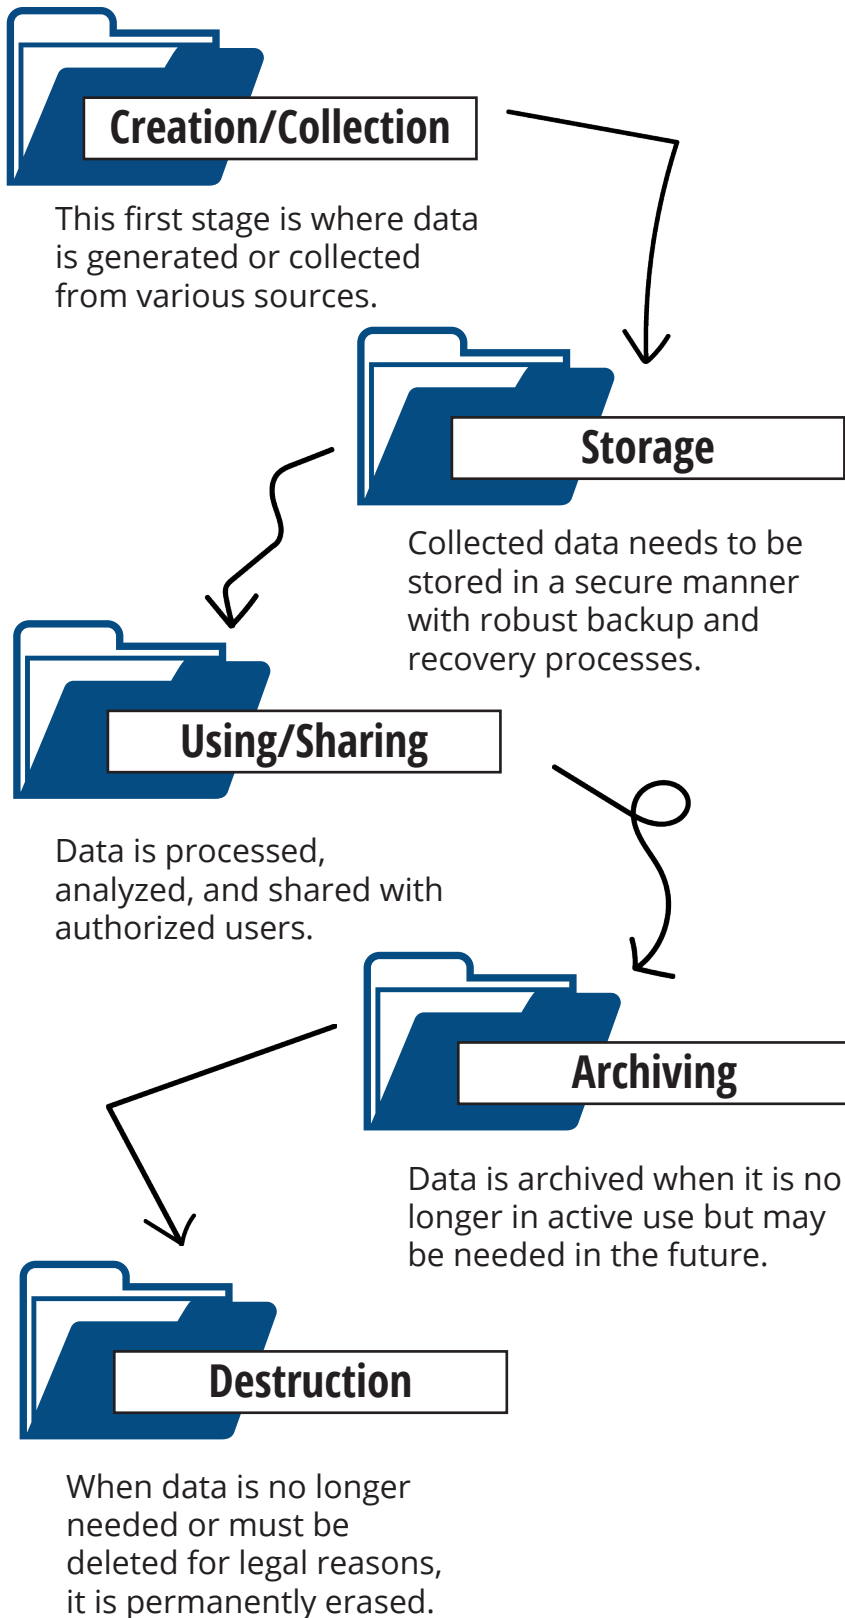 Creation/Collection
This first stage is where data
is generated or collected
from various sources.
Storage
Collected data needs to be
stored in a secure manner
with robust backup and
recovery processes.
Using/Sharing
Data is processed,
analyzed, and shared with
authorized users.
Archiving
Data is archived when it is no
longer in active use but may
be needed in the future.
Destruction
When data is no longer
needed or must be
deleted for legal reasons,
it is permanently erased.